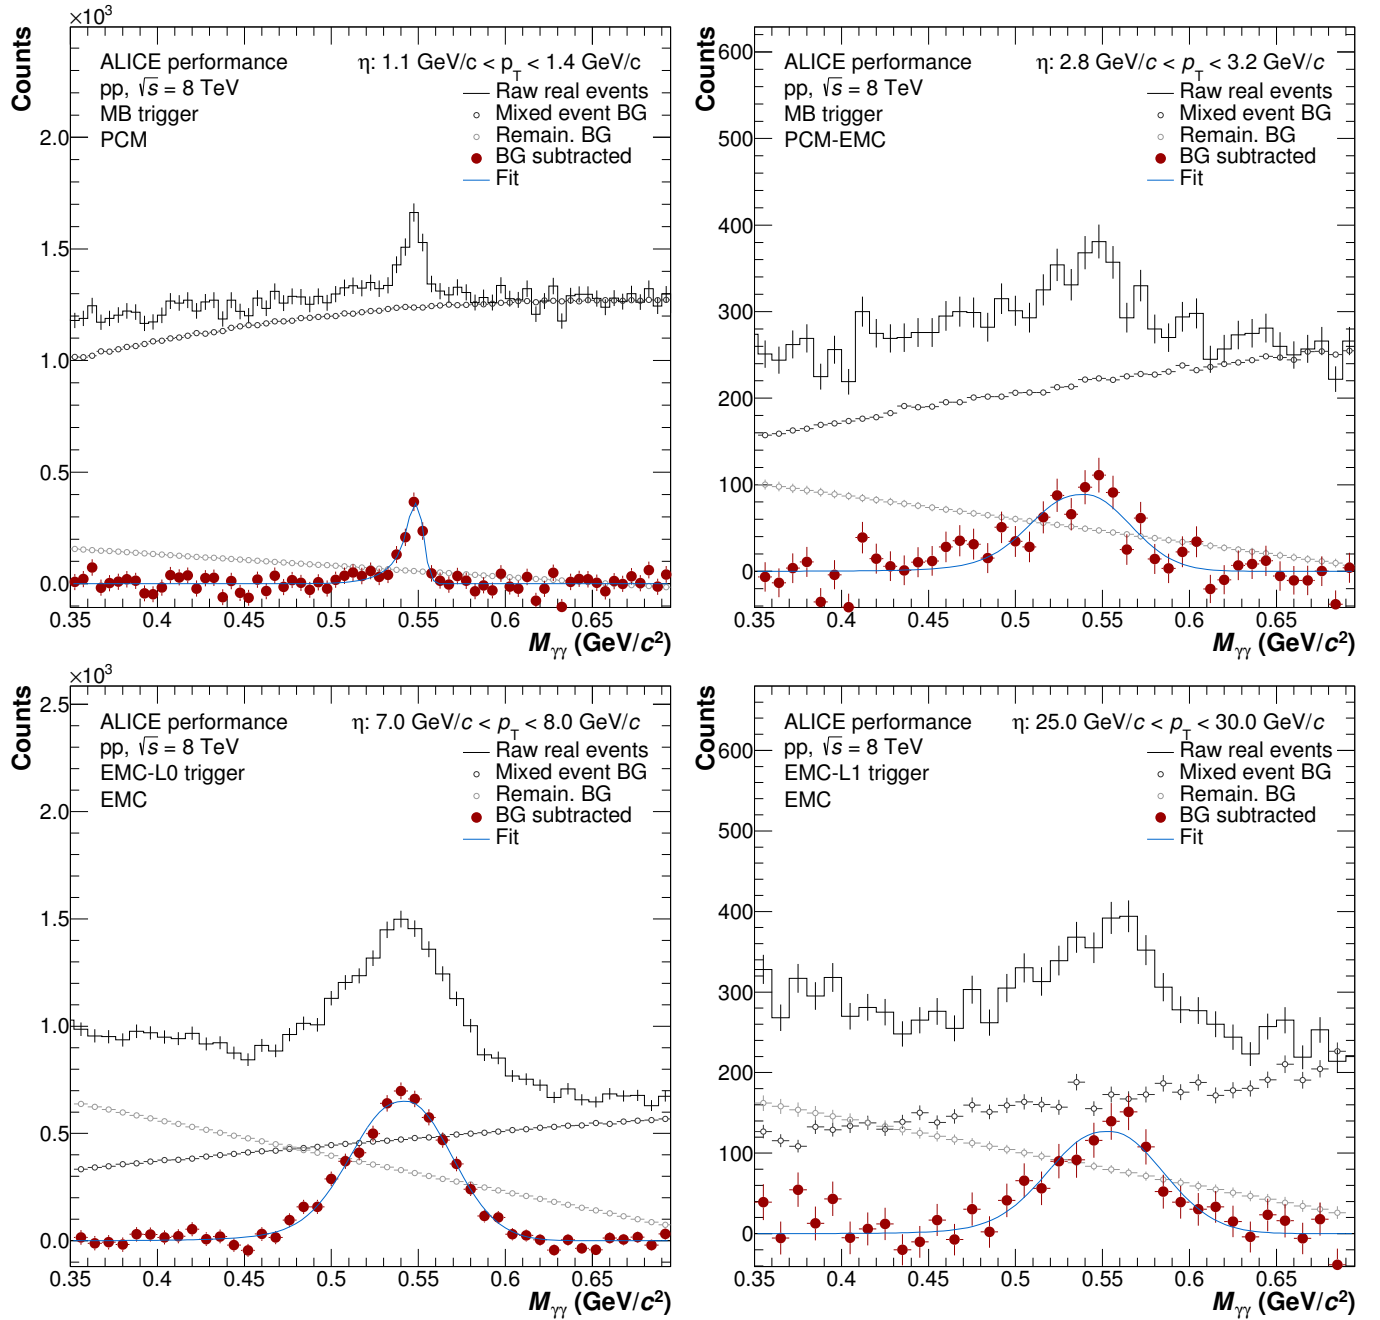 ×10³
Counts
ALICE performance
pp, √s = 8 TeV
MB trigger
PCM
η: 1.1 GeV/c < p_T < 1.4 GeV/c
Raw real events
Mixed event BG
Remain. BG
BG subtracted
Fit
2.0
1.5
1.0
0.5
0.0
0.35 0.4 0.45 0.5 0.55 0.6 0.65
M_γγ (GeV/c²)
Counts
ALICE performance
pp, √s = 8 TeV
MB trigger
PCM-EMC
η: 2.8 GeV/c < p_T < 3.2 GeV/c
Raw real events
Mixed event BG
Remain. BG
BG subtracted
Fit
600
500
400
300
200
100
0
0.35 0.4 0.45 0.5 0.55 0.6 0.65
M_γγ (GeV/c²)
×10³
Counts
ALICE performance
pp, √s = 8 TeV
EMC-L0 trigger
EMC
η: 7.0 GeV/c < p_T < 8.0 GeV/c
Raw real events
Mixed event BG
Remain. BG
BG subtracted
Fit
2.5
2.0
1.5
1.0
0.5
0.0
0.35 0.4 0.45 0.5 0.55 0.6 0.65
M_γγ (GeV/c²)
Counts
ALICE performance
pp, √s = 8 TeV
EMC-L1 trigger
EMC
η: 25.0 GeV/c < p_T < 30.0 GeV/c
Raw real events
Mixed event BG
Remain. BG
BG subtracted
Fit
600
500
400
300
200
100
0
0.35 0.4 0.45 0.5 0.55 0.6 0.65
M_γγ (GeV/c²)